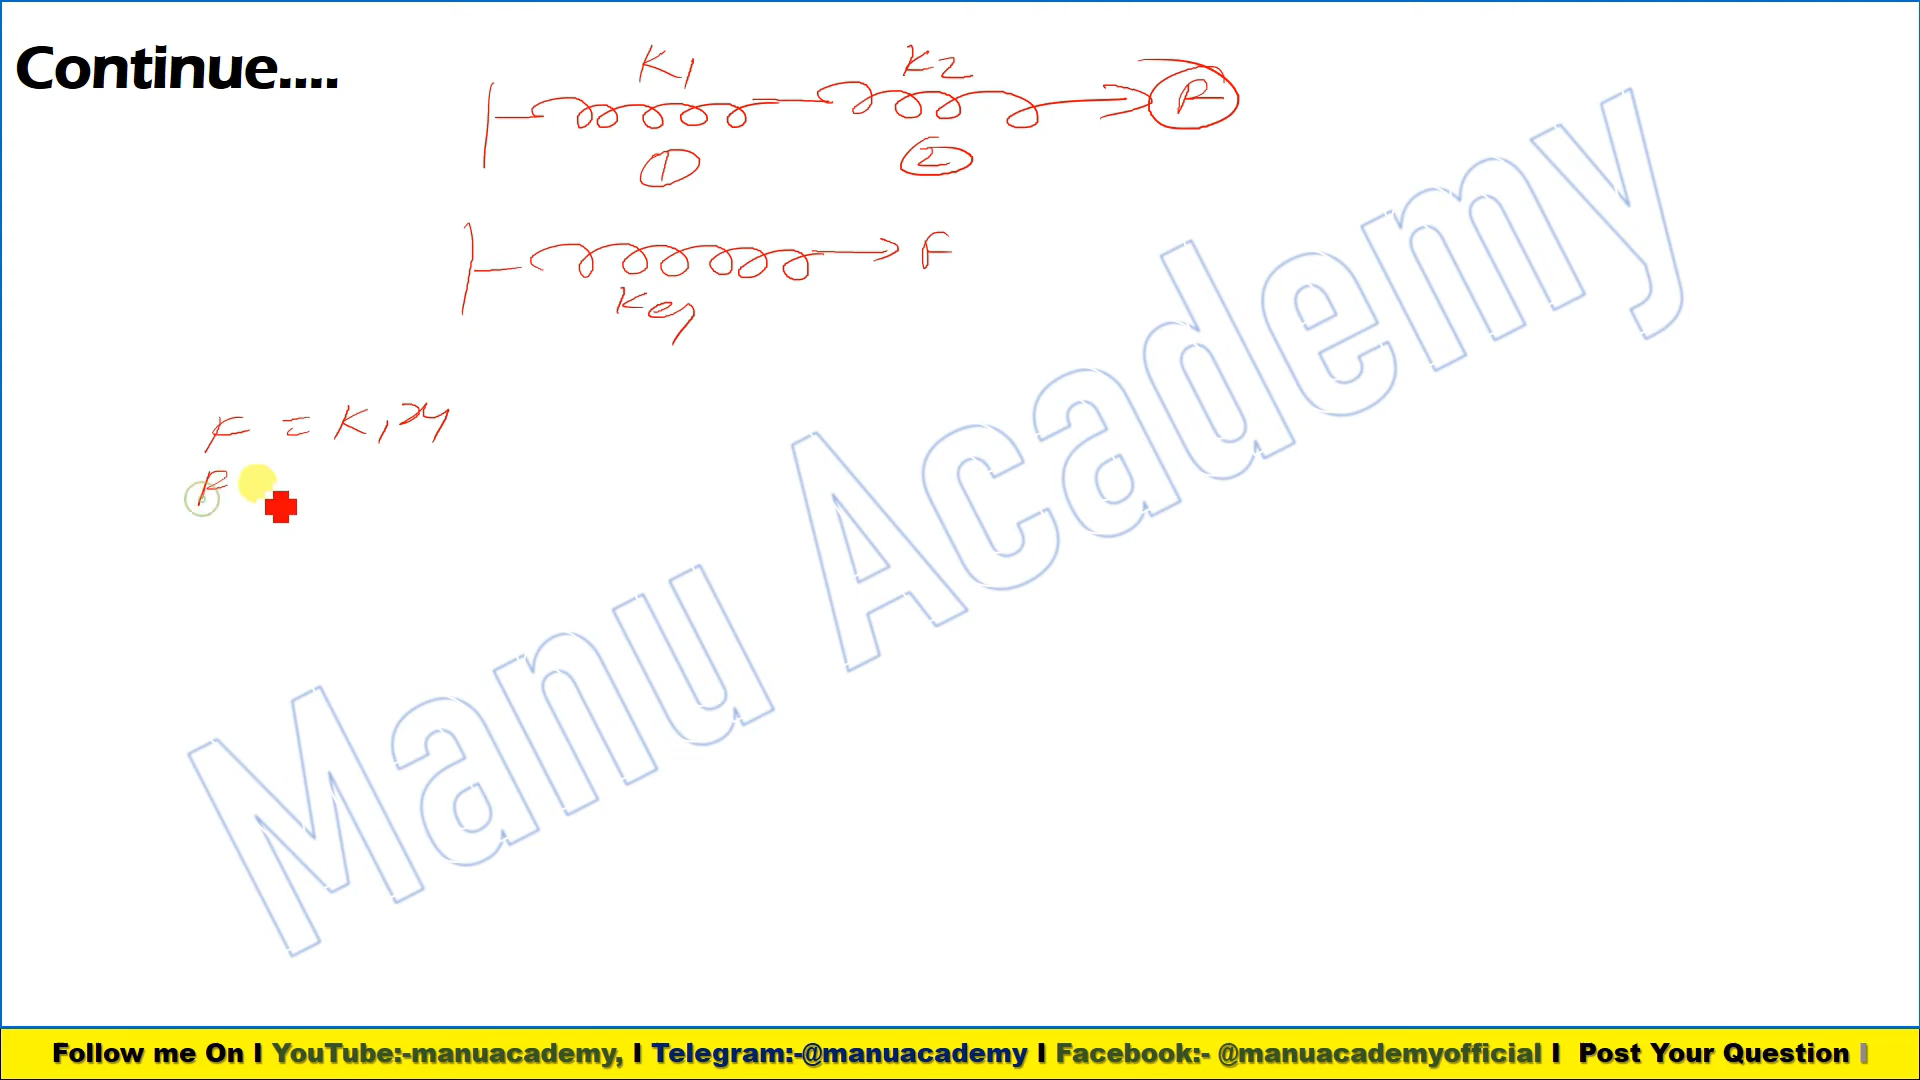 Continue....
K1 K2
F
1 2
F
Keq
F = K1x1
F
Manu Academy
Follow me On I YouTube:-manuacademy, I Telegram:-@manuacademy I Facebook:- @manuacademyofficial I Post Your Question I